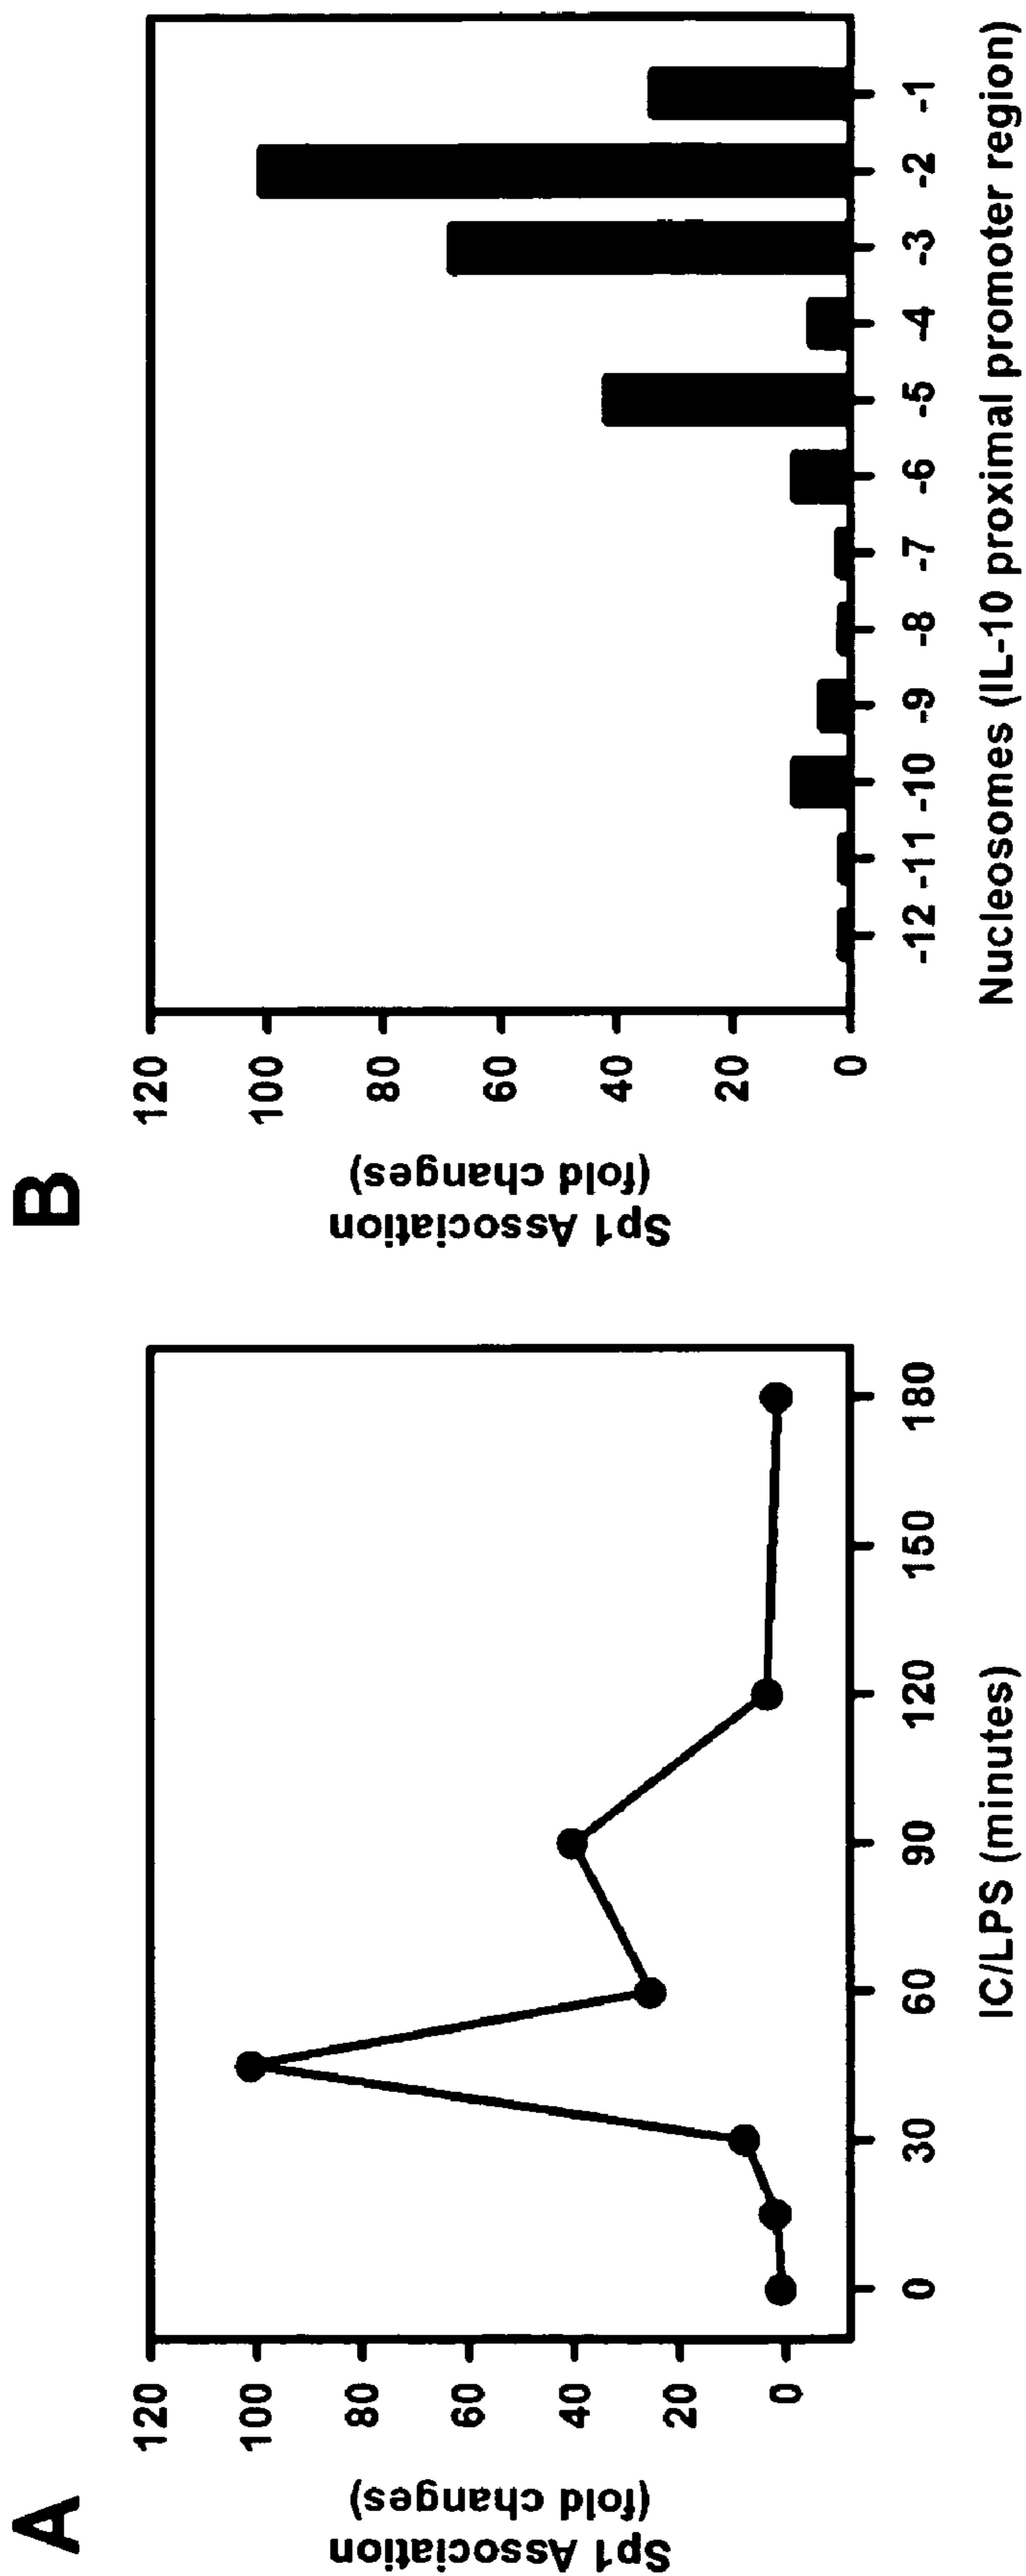 A
Sp1 Association
(fold changes)
120
100
80
60
40
20
0
0 30 60 90 120 150 180
IC/LPS (minutes)
B
Sp1 Association
(fold changes)
120
100
80
60
40
20
0
-12 -11 -10 -9 -8 -7 -6 -5 -4 -3 -2 -1
Nucleosomes (IL-10 proximal promoter region)